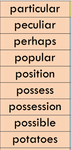 particular
peculiar
perhaps
popular
position
possess
possession
possible
potatoes